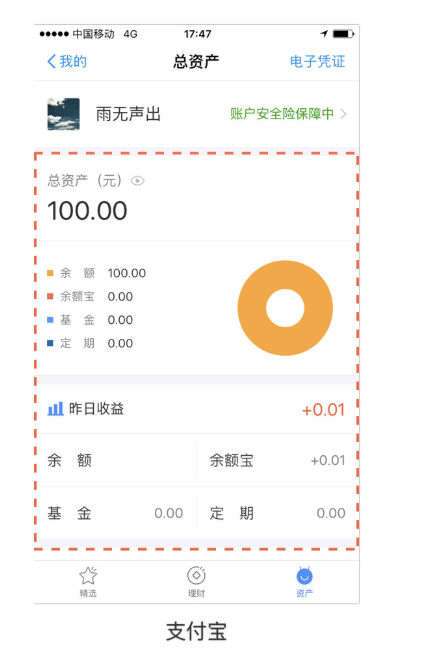 中国移动 4G 17:47
我的 总资产 电子凭证
雨无声出 账户安全险保障中
总资产（元）
100.00
余 额 100.00
余额宝 0.00
基 金 0.00
定 期 0.00
昨日收益 +0.01
余 额 余额宝 +0.01
基 金 0.00 定 期 0.00
精选 理财 资产
支付宝